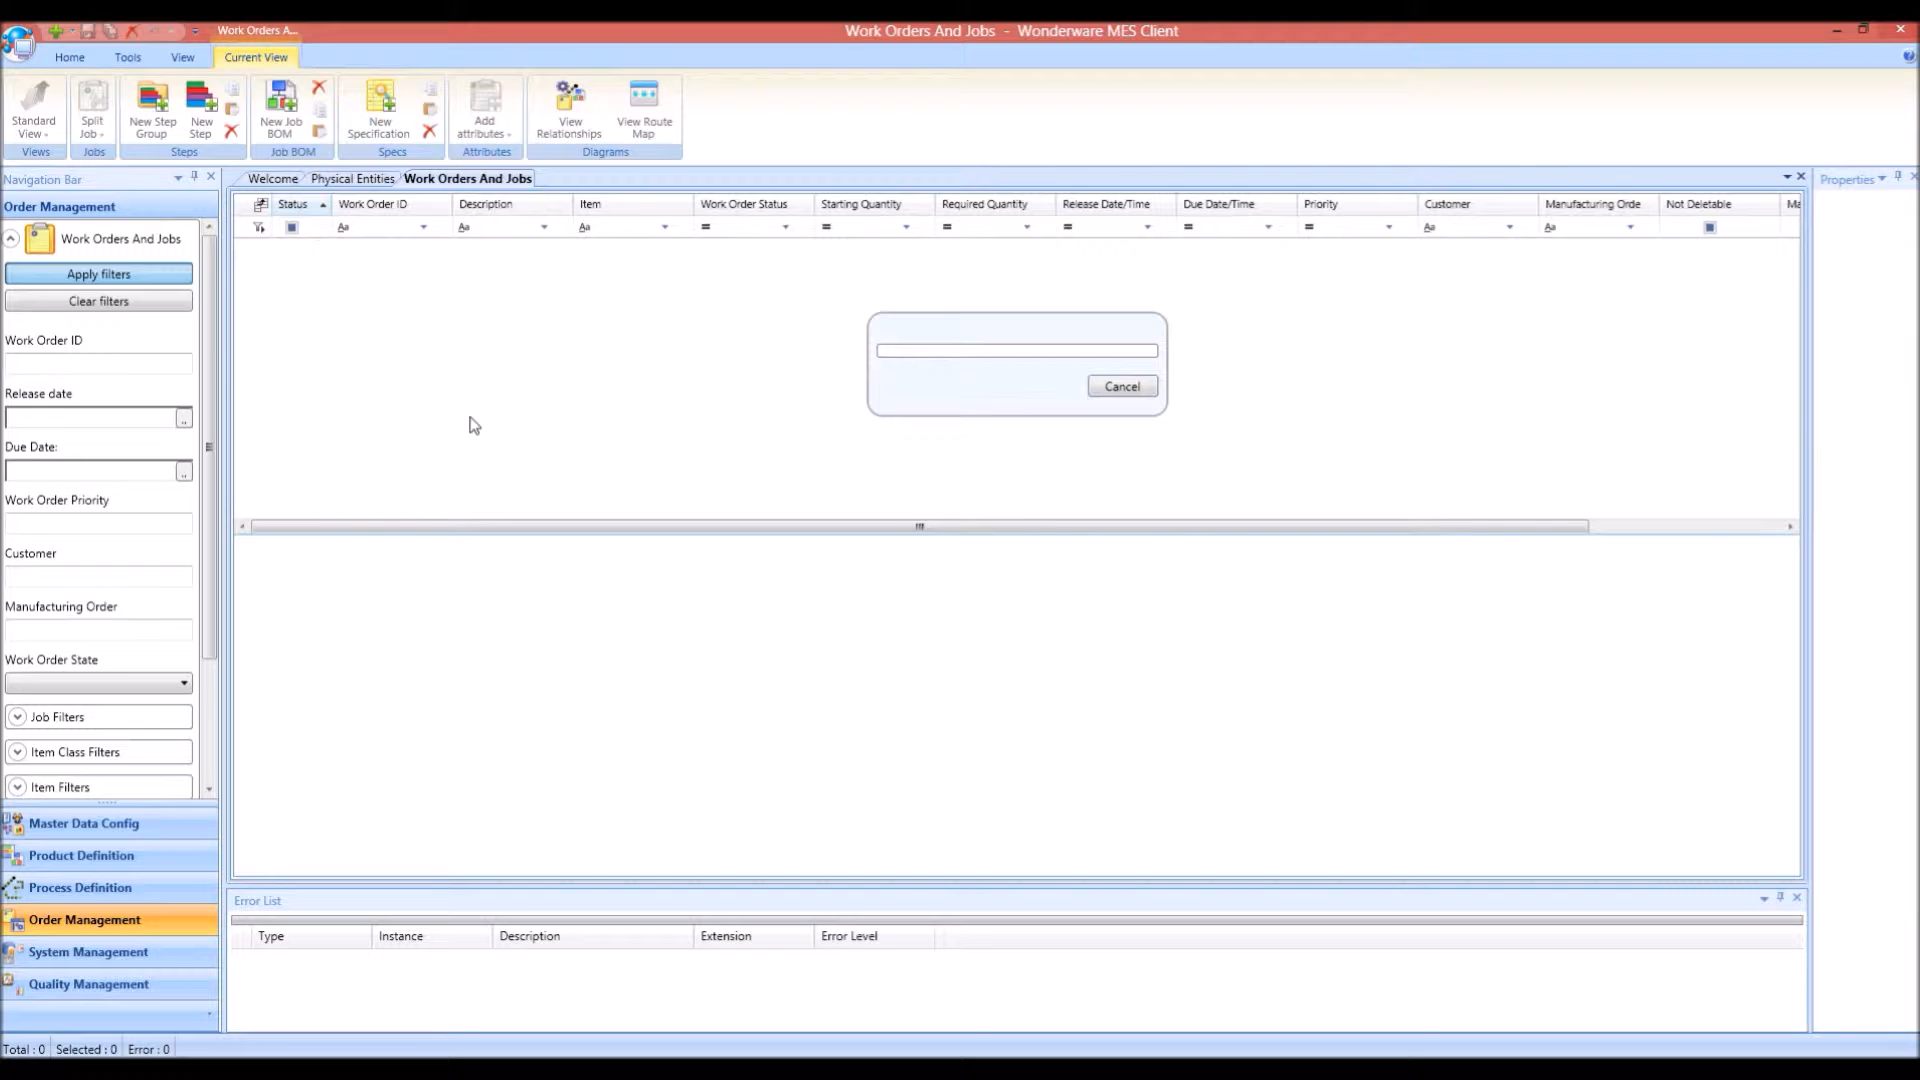 Work Orders A...
Work Orders And Jobs - Wonderware MES Client
Home Tools View Current View
Standard View
Split Job
New Step Group
New Step
New Job BOM
New Specification
Add attributes
View Relationships
View Route Map
Views Jobs Steps Job BOM Specs Attributes Diagrams
Navigation Bar
Welcome Physical Entities Work Orders And Jobs
Properties
Order Management
Status Work Order ID Description Item Work Order Status Starting Quantity Required Quantity Release Date/Time Due Date/Time Priority Customer Manufacturing Orde Not Deletable Ma
Aa Aa Aa = = = = = = Aa Aa
Work Orders And Jobs
Apply filters
Clear filters
Work Order ID
Release date
..
Due Date:
..
Work Order Priority
Customer
Manufacturing Order
Work Order State
Job Filters
Item Class Filters
Item Filters
Cancel
Master Data Config
Product Definition
Process Definition
Order Management
System Management
Quality Management
Error List
Type Instance Description Extension Error Level
Total : 0 Selected : 0 Error : 0